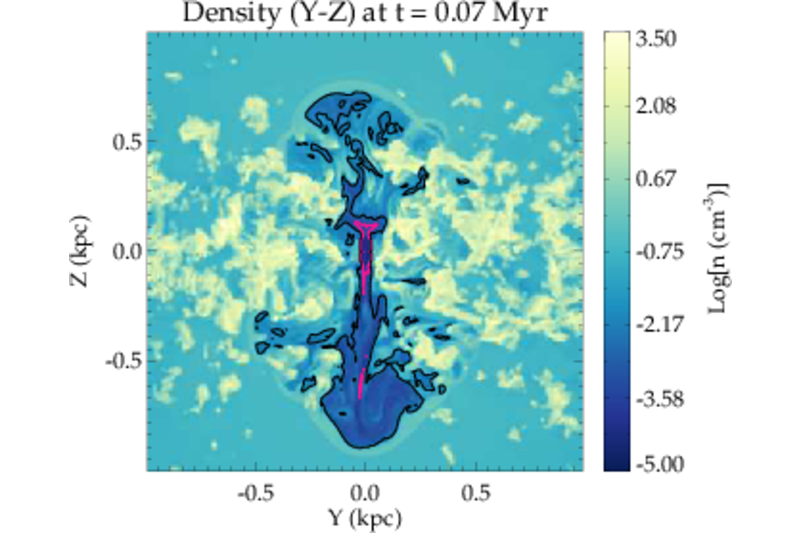 Density (Y-Z) at t = 0.07 Myr
3.50
2.08
0.67
-0.75
-2.17
-3.58
-5.00
Log[n (cm-3)]
0.5
0.0
-0.5
Z (kpc)
-0.5 0.0 0.5
Y (kpc)